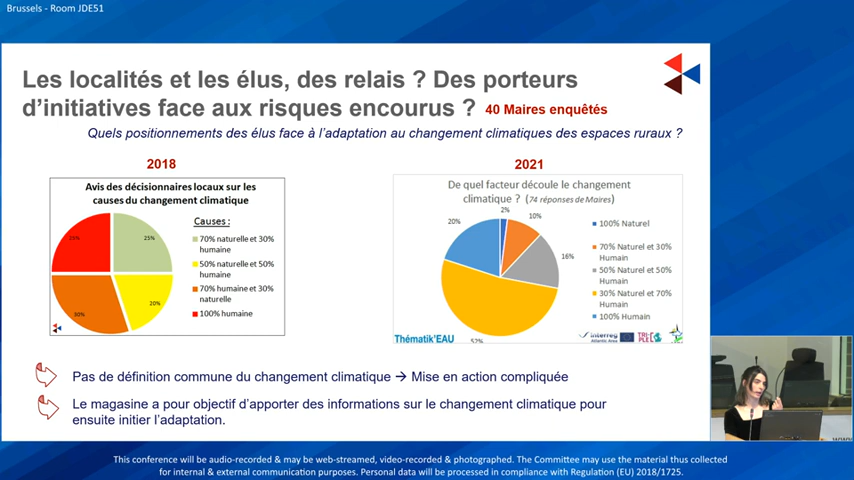 Brussels - Room JDE51
Les localités et les élus, des relais ? Des porteurs
d'initiatives face aux risques encourus ? 40 Maires enquêtés
Quels positionnements des élus face à l'adaptation au changement climatiques des espaces ruraux ?
2018
Avis des décisionnaires locaux sur les
causes du changement climatique
Causes :
25%
25%
20%
30%
70% naturelle et 30%
humaine
50% naturelle et 50%
humaine
70% humaine et 30%
naturelle
100% humaine
2021
De quel facteur découle le changement
climatique ? (74 réponses de Maires)
2%
10%
16%
52%
20%
100% Naturel
70% Naturel et 30%
Humain
50% Naturel et 50%
Humain
30% Naturel et 70%
Humain
100% Humain
Thématik'EAU
Interreg
Atlantic Area
Pas de définition commune du changement climatique → Mise en action compliquée
Le magasine a pour objectif d'apporter des informations sur le changement climatique pour
ensuite initier l'adaptation.
This conference will be audio-recorded & may be web-streamed, video-recorded & photographed. The Committee may use the material thus collected
for internal & external communication purposes. Personal data will be processed in compliance with Regulation (EU) 2018/1725.